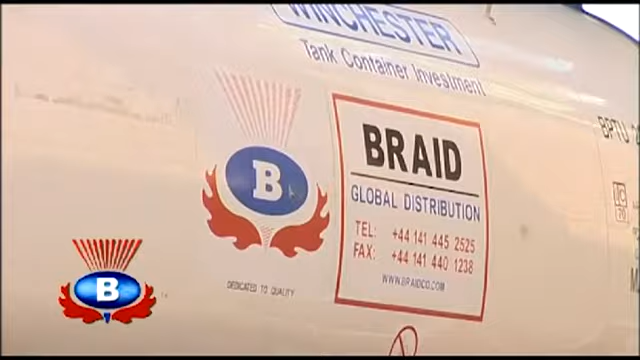 WINCHESTER
Tank Container Investment
BPTU
B
BRAID
GLOBAL DISTRIBUTION
TEL: +44 141 445 2525
FAX: +44 141 440 1238
WWW.BRAIDCO.COM
DEDICATED TO QUALITY
B